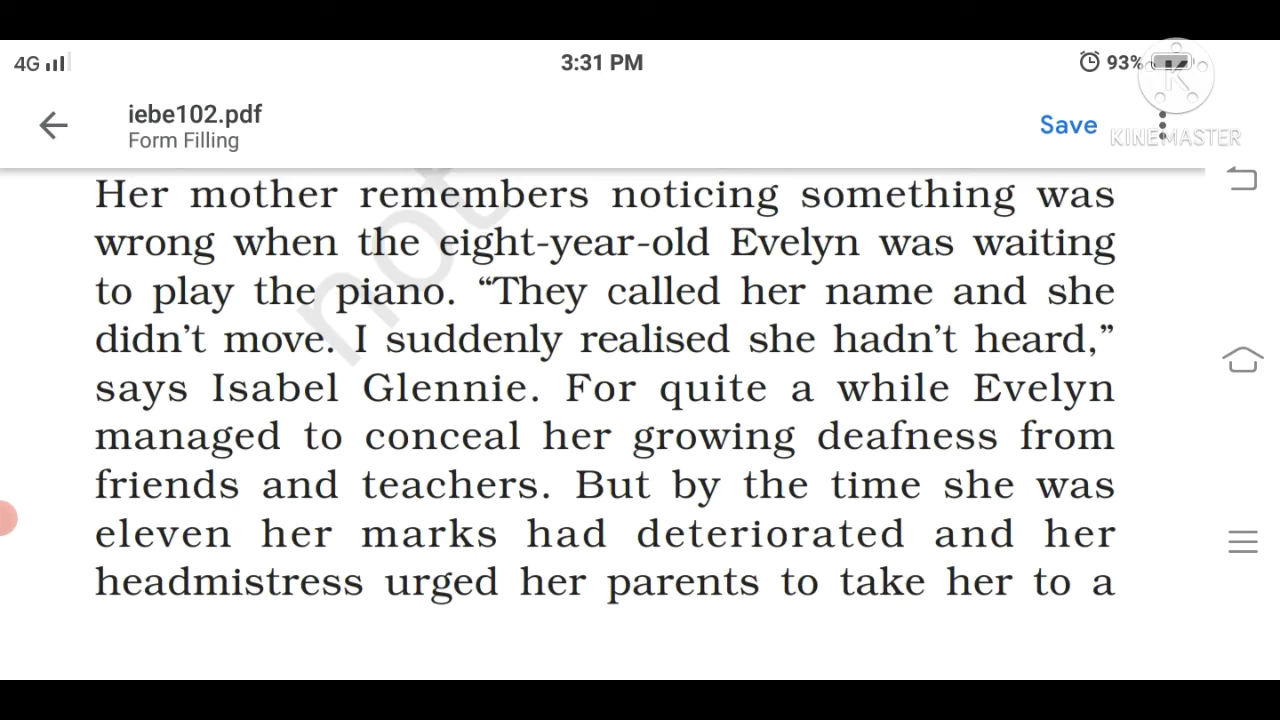 4G
3:31 PM
93%
iebe102.pdf
Form Filling
Save
K
KINEMASTER
not
Her mother remembers noticing something was
wrong when the eight-year-old Evelyn was waiting
to play the piano. “They called her name and she
didn’t move. I suddenly realised she hadn’t heard,”
says Isabel Glennie. For quite a while Evelyn
managed to conceal her growing deafness from
friends and teachers. But by the time she was
eleven her marks had deteriorated and her
headmistress urged her parents to take her to a